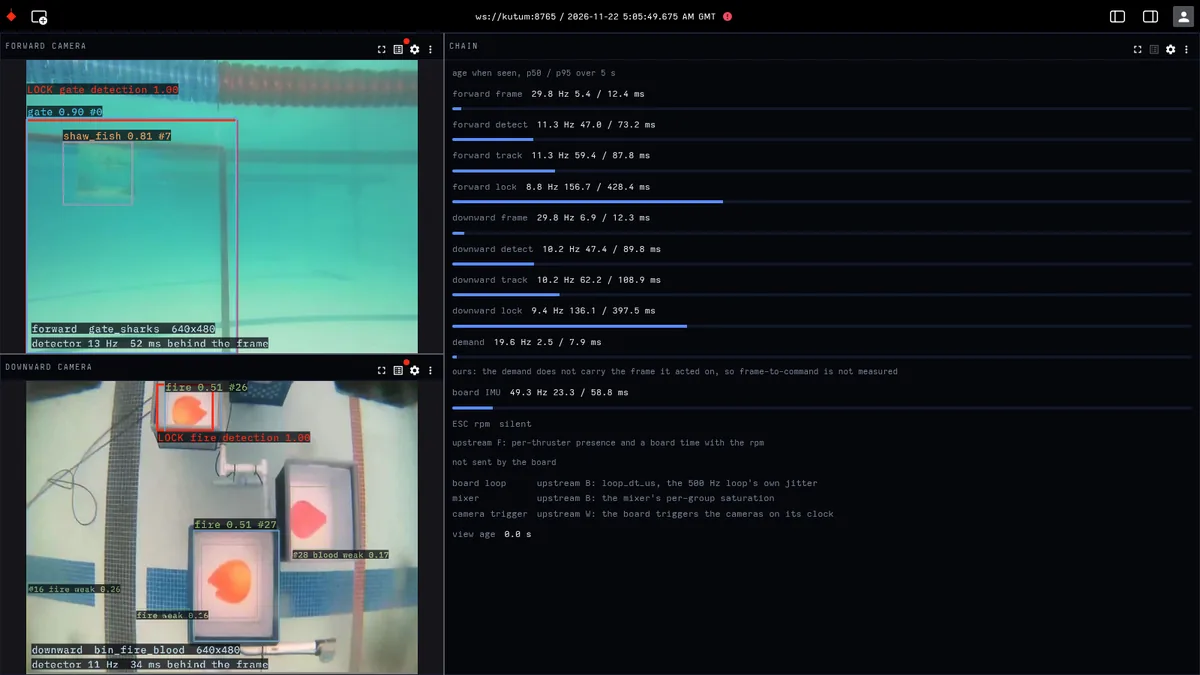 ws://kutum:8765 / 2026-11-22 5:05:49.675 AM GMT
FORWARD CAMERA
LOCK gate detection 1.00
gate 0.90 #0
shaw_fish 0.81 #7
forward gate_sharks 640x480
detector 13 Hz 52 ms behind the frame
DOWNWARD CAMERA
fire 0.51 #26
LOCK fire detection 1.00
fire 0.51 #27
#28 blood weak 0.17
#16 fire weak 0.26
fire weak 0.16
downward bin_fire_blood 640x480
detector 11 Hz 34 ms behind the frame
CHAIN
age when seen, p50 / p95 over 5 s
forward frame 29.8 Hz 5.4 / 12.4 ms
forward detect 11.3 Hz 47.0 / 73.2 ms
forward track 11.3 Hz 59.4 / 87.8 ms
forward lock 8.8 Hz 156.7 / 428.4 ms
downward frame 29.8 Hz 6.9 / 12.3 ms
downward detect 10.2 Hz 47.4 / 89.8 ms
downward track 10.2 Hz 62.2 / 108.9 ms
downward lock 9.4 Hz 136.1 / 397.5 ms
demand 19.6 Hz 2.5 / 7.9 ms
ours: the demand does not carry the frame it acted on, so frame-to-command is not measured
board IMU 49.3 Hz 23.3 / 58.8 ms
ESC rpm silent
upstream F: per-thruster presence and a board time with the rpm
not sent by the board
board loop upstream B: loop_dt_us, the 500 Hz loop's own jitter
mixer upstream B: the mixer's per-group saturation
camera trigger upstream W: the board triggers the cameras on its clock
view age 0.0 s